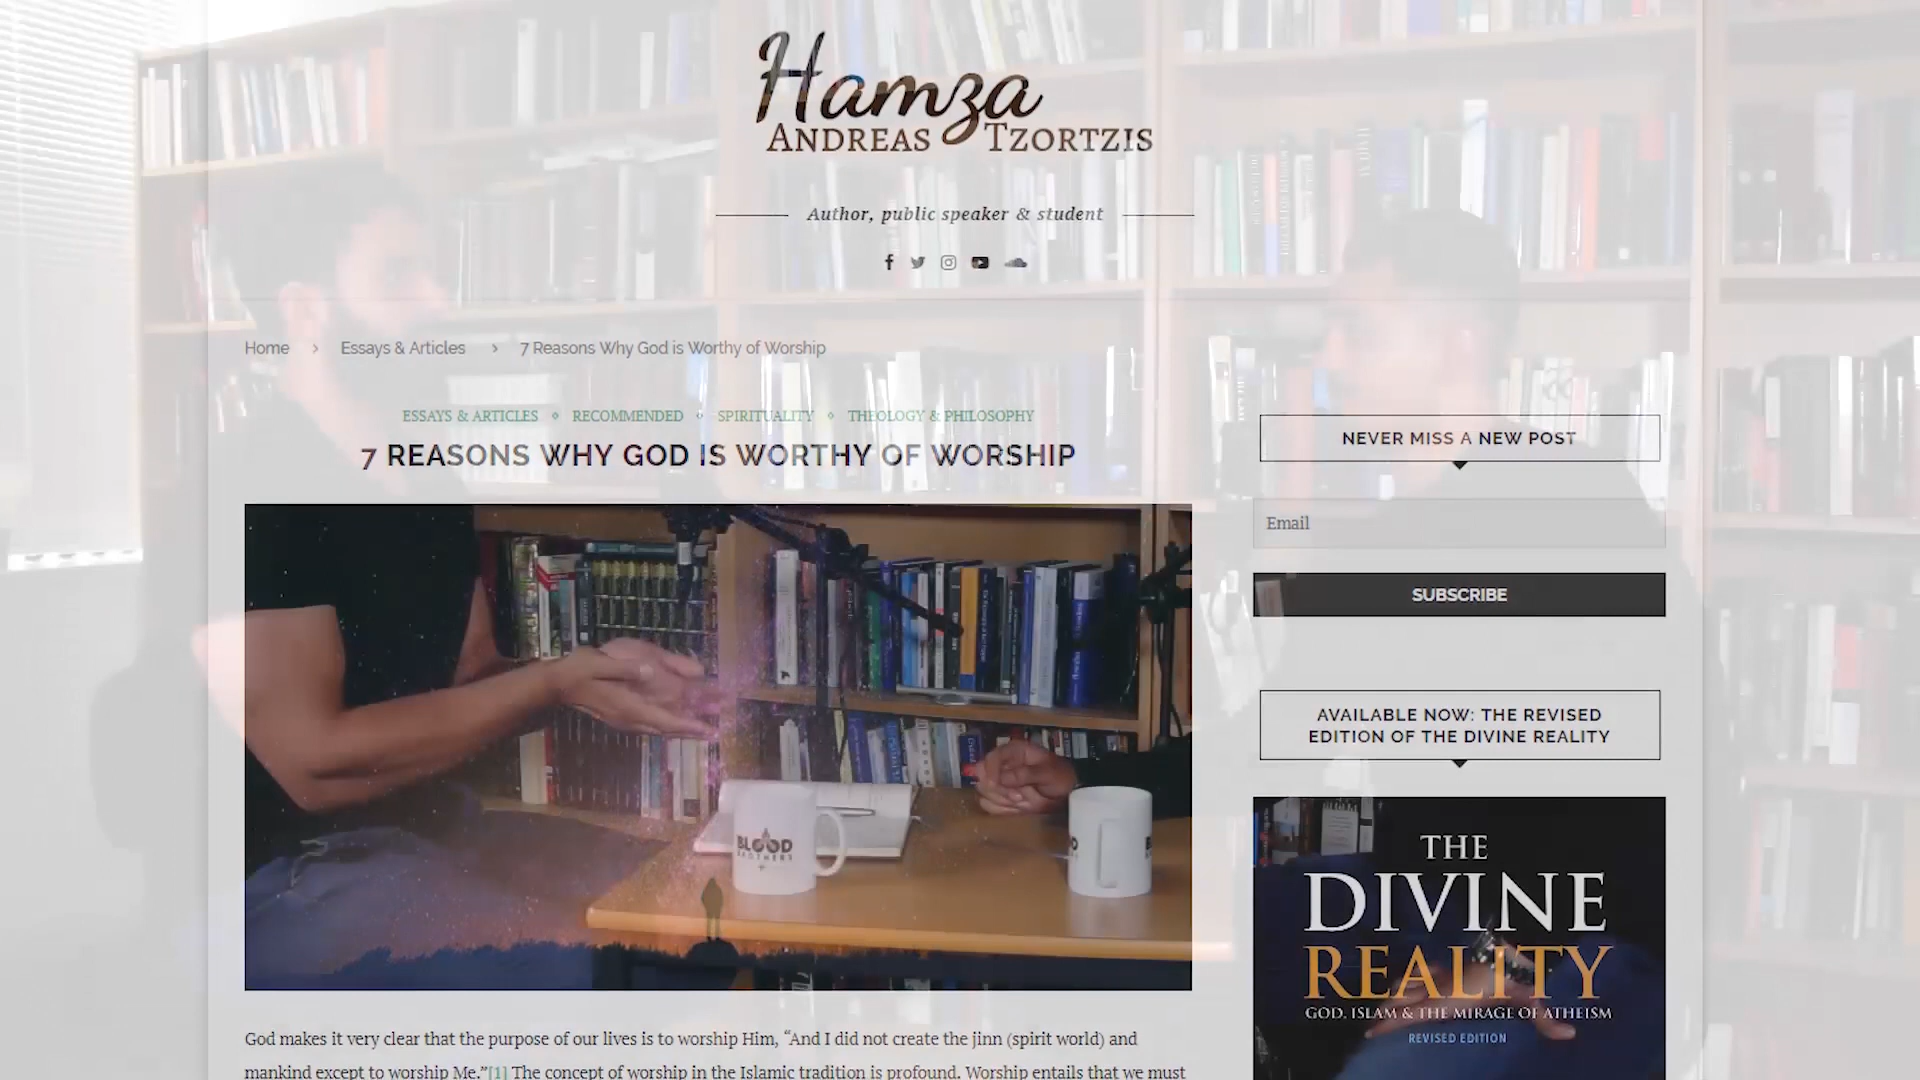 Hamza
ANDREAS TZORTZIS
Author, public speaker & student
Home > Essays & Articles > 7 Reasons Why God is Worthy of Worship
ESSAYS & ARTICLES ⋄ RECOMMENDED ⋄ SPIRITUALITY ⋄ THEOLOGY & PHILOSOPHY
7 REASONS WHY GOD IS WORTHY OF WORSHIP
BLOOD
BROTHERS
God makes it very clear that the purpose of our lives is to worship Him, “And I did not create the jinn (spirit world) and
mankind except to worship Me.”[1] The concept of worship in the Islamic tradition is profound. Worship entails that we must
NEVER MISS A NEW POST
Email
SUBSCRIBE
AVAILABLE NOW: THE REVISED
EDITION OF THE DIVINE REALITY
THE
DIVINE
REALITY
GOD, ISLAM & THE MIRAGE OF ATHEISM
REVISED EDITION